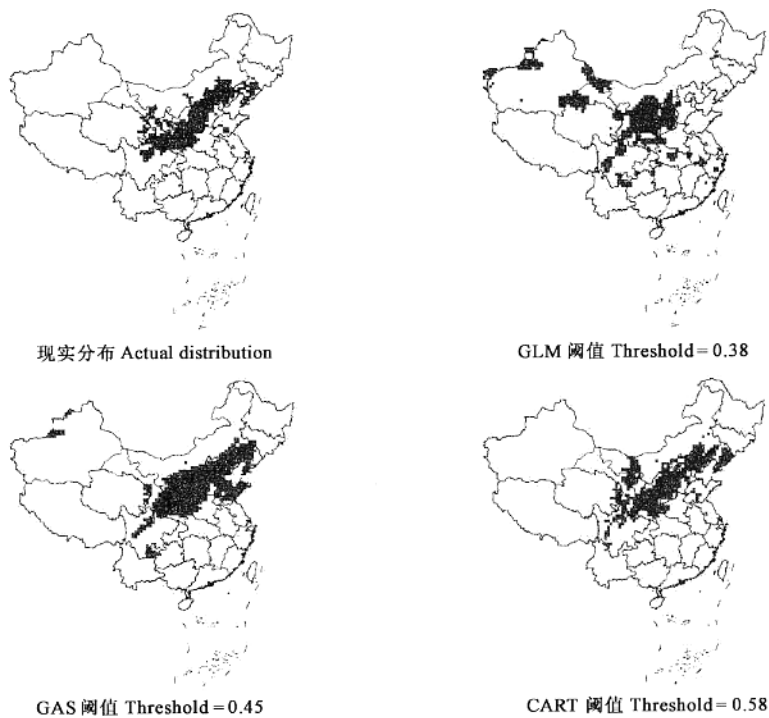 现实分布 Actual distribution
GLM 阈值 Threshold = 0.38
GAS 阈值 Threshold = 0.45
CART 阈值 Threshold = 0.58